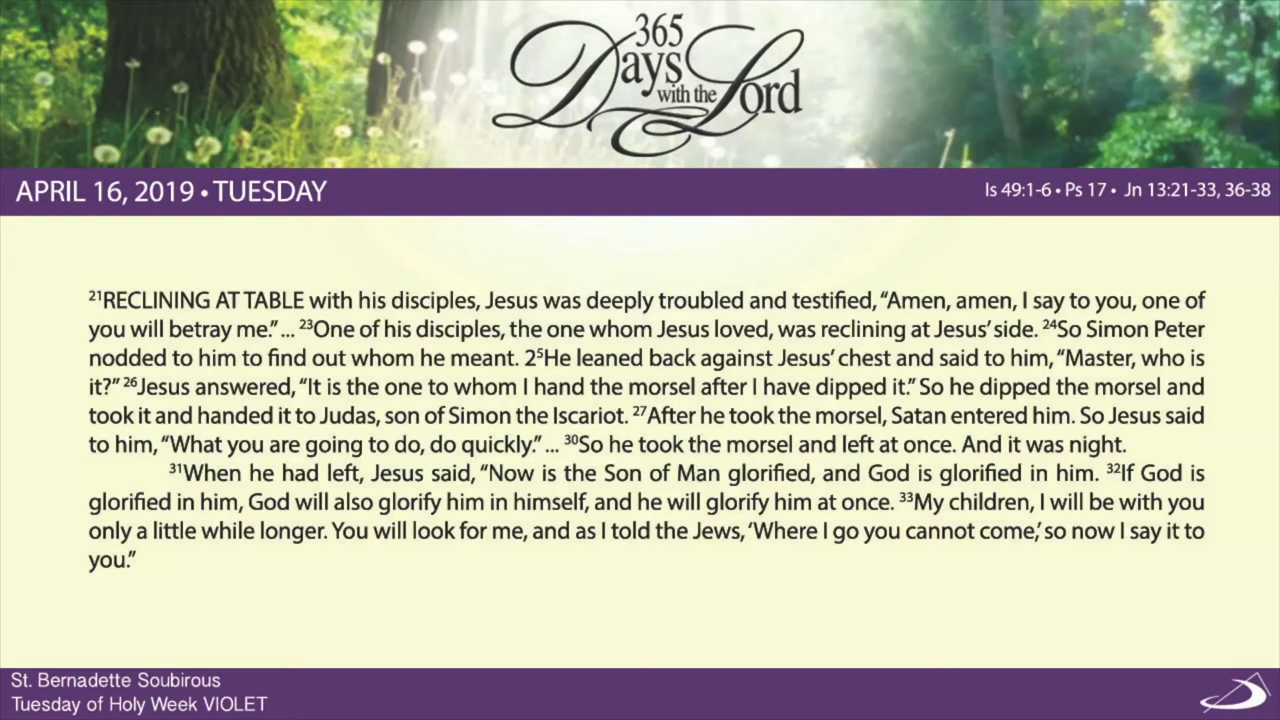 365
Days
with the
Lord
APRIL 16, 2019 • TUESDAY
Is 49:1-6 • Ps 17 • Jn 13:21-33, 36-38
²¹RECLINING AT TABLE with his disciples, Jesus was deeply troubled and testified, “Amen, amen, I say to you, one of
you will betray me.” ... ²³One of his disciples, the one whom Jesus loved, was reclining at Jesus’ side. ²⁴So Simon Peter
nodded to him to find out whom he meant. 2⁵He leaned back against Jesus’ chest and said to him, “Master, who is
it?” ²⁶Jesus answered, “It is the one to whom I hand the morsel after I have dipped it.” So he dipped the morsel and
took it and handed it to Judas, son of Simon the Iscariot. ²⁷After he took the morsel, Satan entered him. So Jesus said
to him, “What you are going to do, do quickly.” ... ³⁰So he took the morsel and left at once. And it was night.
³¹When he had left, Jesus said, “Now is the Son of Man glorified, and God is glorified in him. ³²If God is
glorified in him, God will also glorify him in himself, and he will glorify him at once. ³³My children, I will be with you
only a little while longer. You will look for me, and as I told the Jews, ‘Where I go you cannot come,’ so now I say it to
you.”
St. Bernadette Soubirous
Tuesday of Holy Week VIOLET